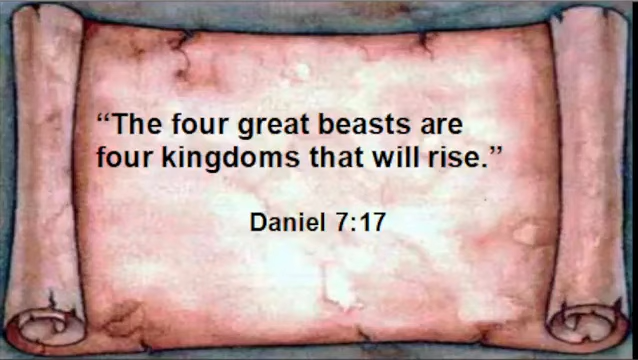 “The four great beasts are
four kingdoms that will rise.”
Daniel 7:17